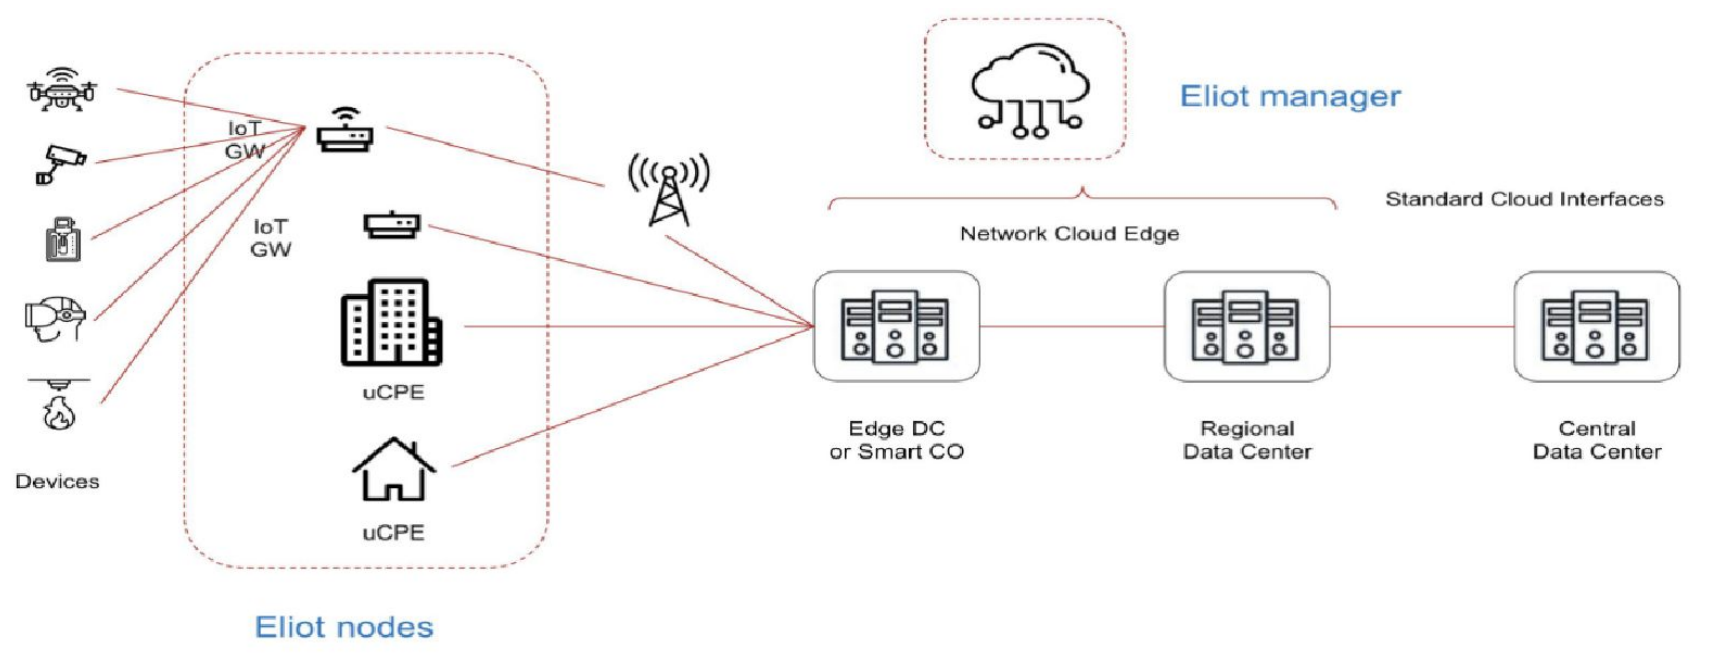 Eliot manager
IoT
GW
IoT
GW
Standard Cloud Interfaces
Network Cloud Edge
uCPE
Edge DC
or Smart CO
Regional
Data Center
Central
Data Center
Devices
uCPE
Eliot nodes